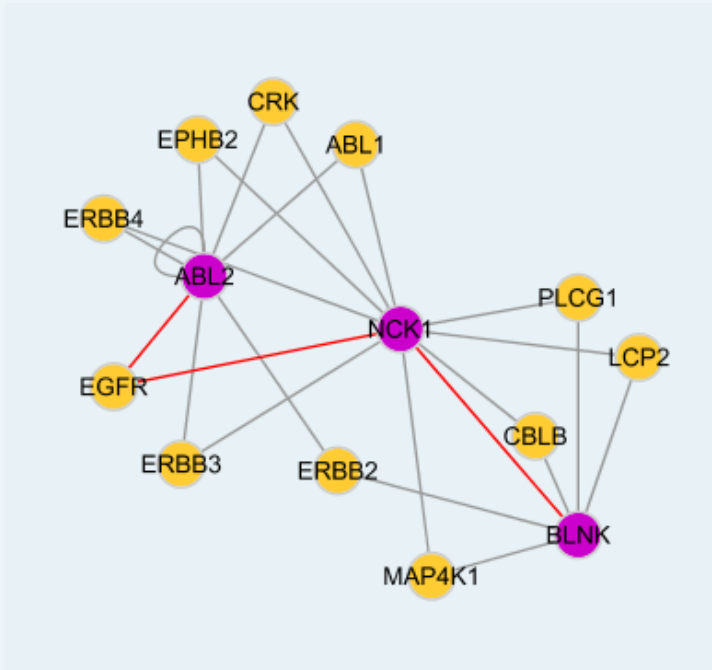 CRK
EPHB2
ABL1
ERBB4
ABL2
PLCG1
NCK1
LCP2
EGFR
CBLB
ERBB3
ERBB2
BLNK
MAP4K1